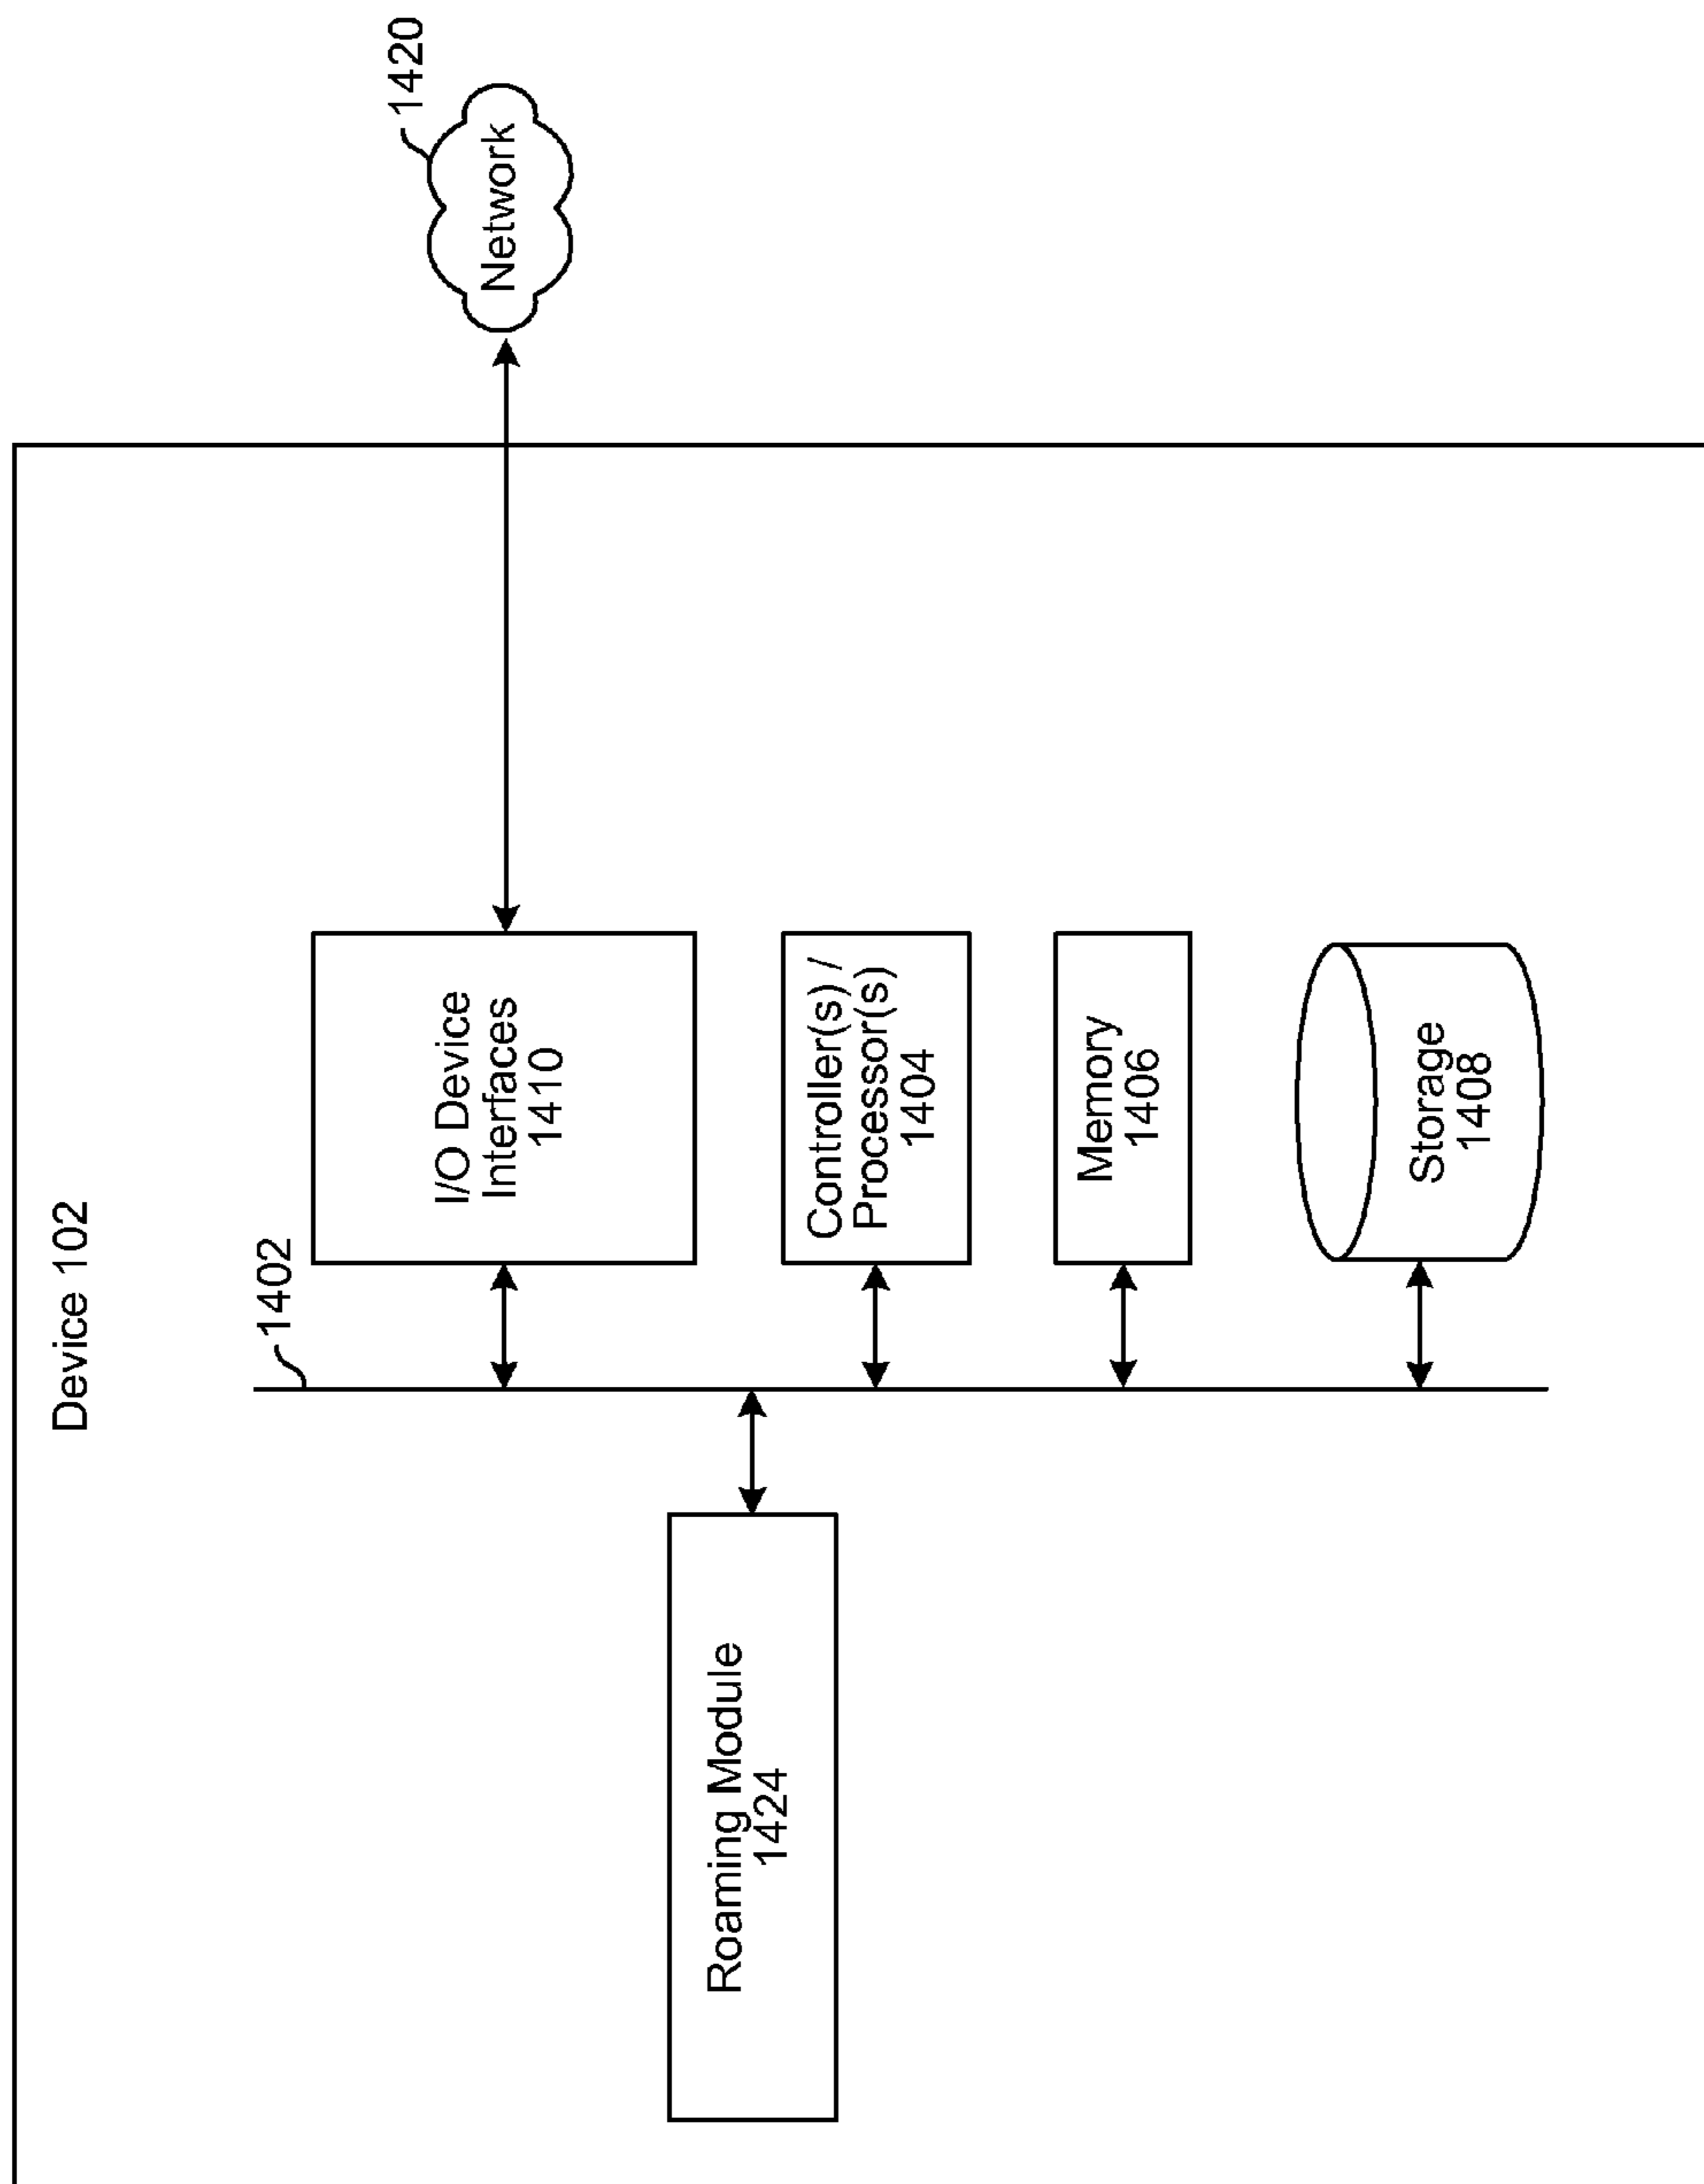 Device 102
1402
I/O Device
Interfaces
1410
Network
1420
Roaming Module
1424
Controller(s) /
Processor(s)
1404
Memory
1406
Storage
1408